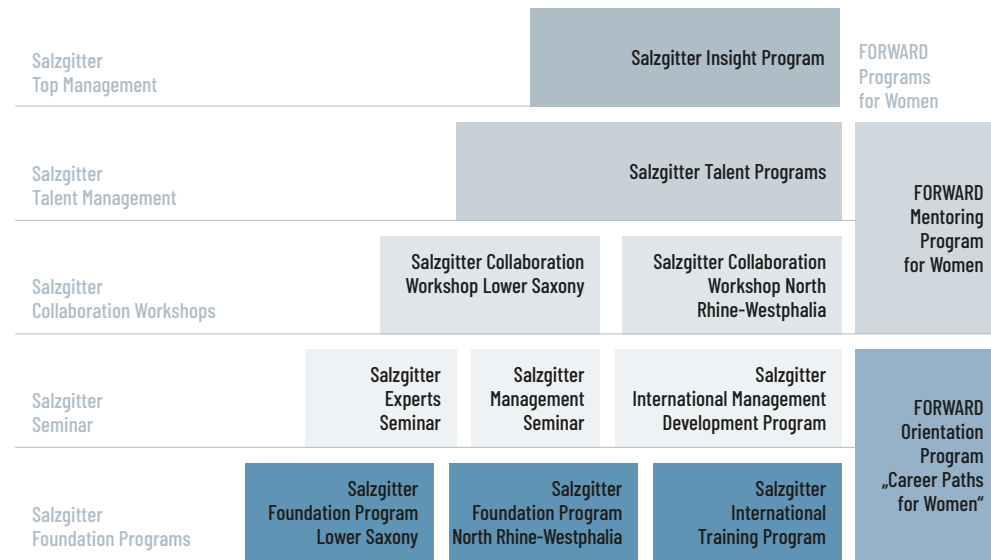 Salzgitter
Top Management
Salzgitter Insight Program
FORWARD
Programs
for Women
Salzgitter
Talent Management
Salzgitter Talent Programs
FORWARD
Mentoring
Program
for Women
Salzgitter
Collaboration Workshops
Salzgitter Collaboration
Workshop Lower Saxony
Salzgitter Collaboration
Workshop North
Rhine-Westphalia
Salzgitter
Seminar
Salzgitter
Experts
Seminar
Salzgitter
Management
Seminar
Salzgitter
International Management
Development Program
FORWARD
Orientation
Program
„Career Paths
for Women“
Salzgitter
Foundation Programs
Salzgitter
Foundation Program
Lower Saxony
Salzgitter
Foundation Program
North Rhine-Westphalia
Salzgitter
International
Training Program